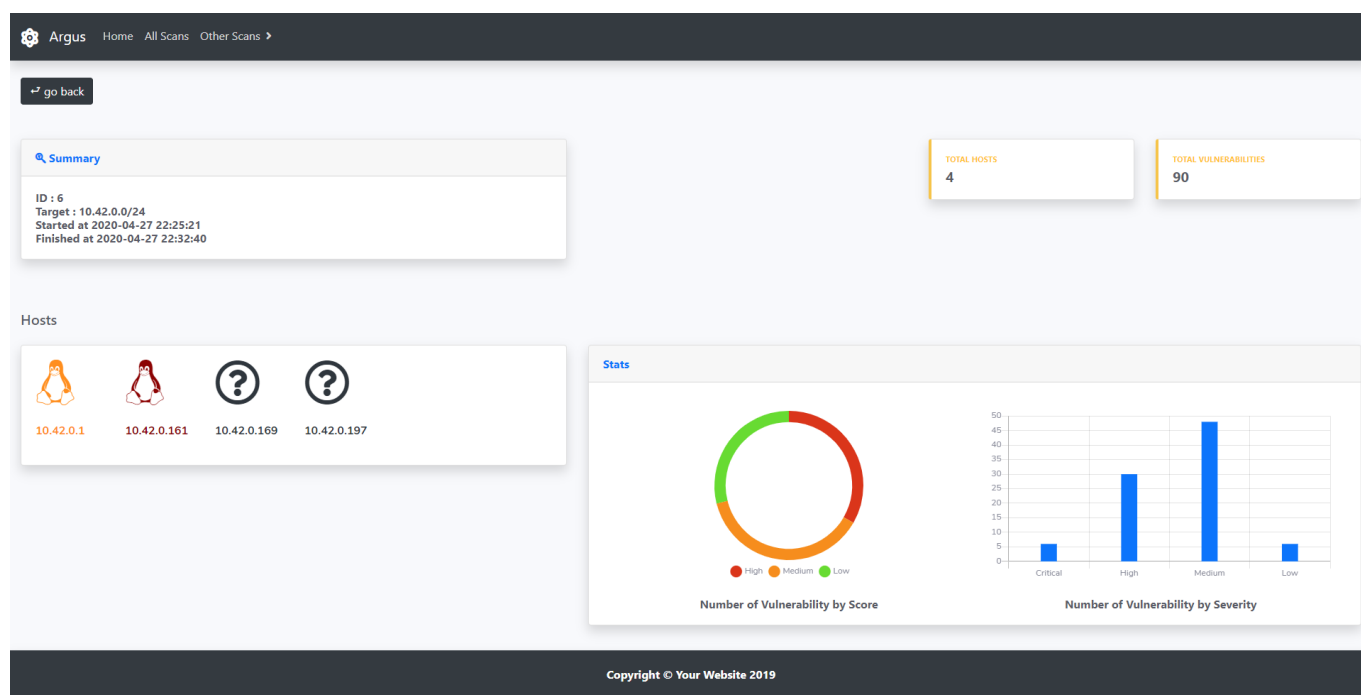 Argus Home All Scans Other Scans >
go back
Summary
ID : 6
Target : 10.42.0.0/24
Started at 2020-04-27 22:25:21
Finished at 2020-04-27 22:32:40
TOTAL HOSTS
4
TOTAL VULNERABILITIES
90
Hosts
10.42.0.1 10.42.0.161 10.42.0.169 10.42.0.197
Stats
High Medium Low
Number of Vulnerability by Score
50
45
40
35
30
25
20
15
10
5
0
Critical High Medium Low
Number of Vulnerability by Severity
Copyright © Your Website 2019